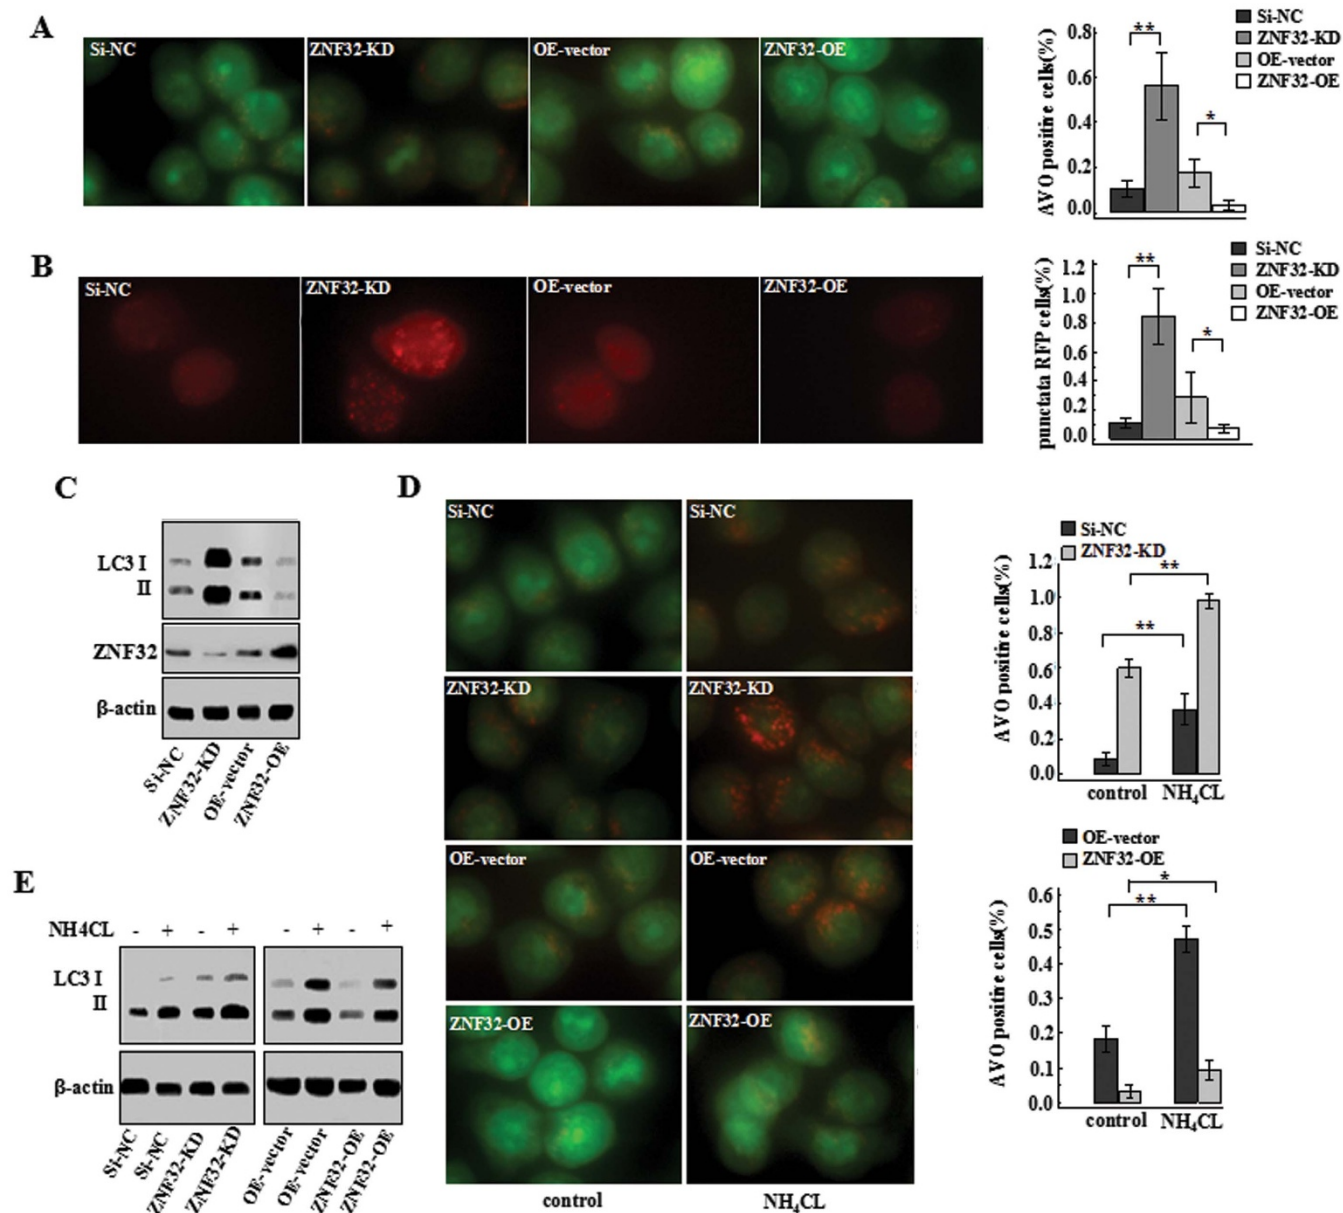 A
Si-NC
ZNF32-KD
OE-vector
ZNF32-OE
AVO positive cells(%)
0.8
0.6
0.4
0.2
0.0
**
*
Si-NC
ZNF32-KD
OE-vector
ZNF32-OE
B
Si-NC
ZNF32-KD
OE-vector
ZNF32-OE
punctata RFP cells(%)
1.2
1.0
0.8
0.6
0.4
0.2
0.0
**
*
Si-NC
ZNF32-KD
OE-vector
ZNF32-OE
C
LC3 I
II
ZNF32
β-actin
Si-NC
ZNF32-KD
OE-vector
ZNF32-OE
D
Si-NC
Si-NC
ZNF32-KD
ZNF32-KD
OE-vector
OE-vector
ZNF32-OE
ZNF32-OE
control
NH₄CL
Si-NC
ZNF32-KD
AVO positive cells(%)
1.2
1.0
0.8
0.6
0.4
0.2
0.0
**
**
control
NH₄CL
OE-vector
ZNF32-OE
AVO positive cells(%)
0.6
0.5
0.4
0.3
0.2
0.1
0.0
*
**
control
NH₄CL
E
NH4CL - + - + - + - +
LC3 I
II
β-actin
Si-NC
Si-NC
ZNF32-KD
ZNF32-KD
OE-vector
OE-vector
ZNF32-OE
ZNF32-OE